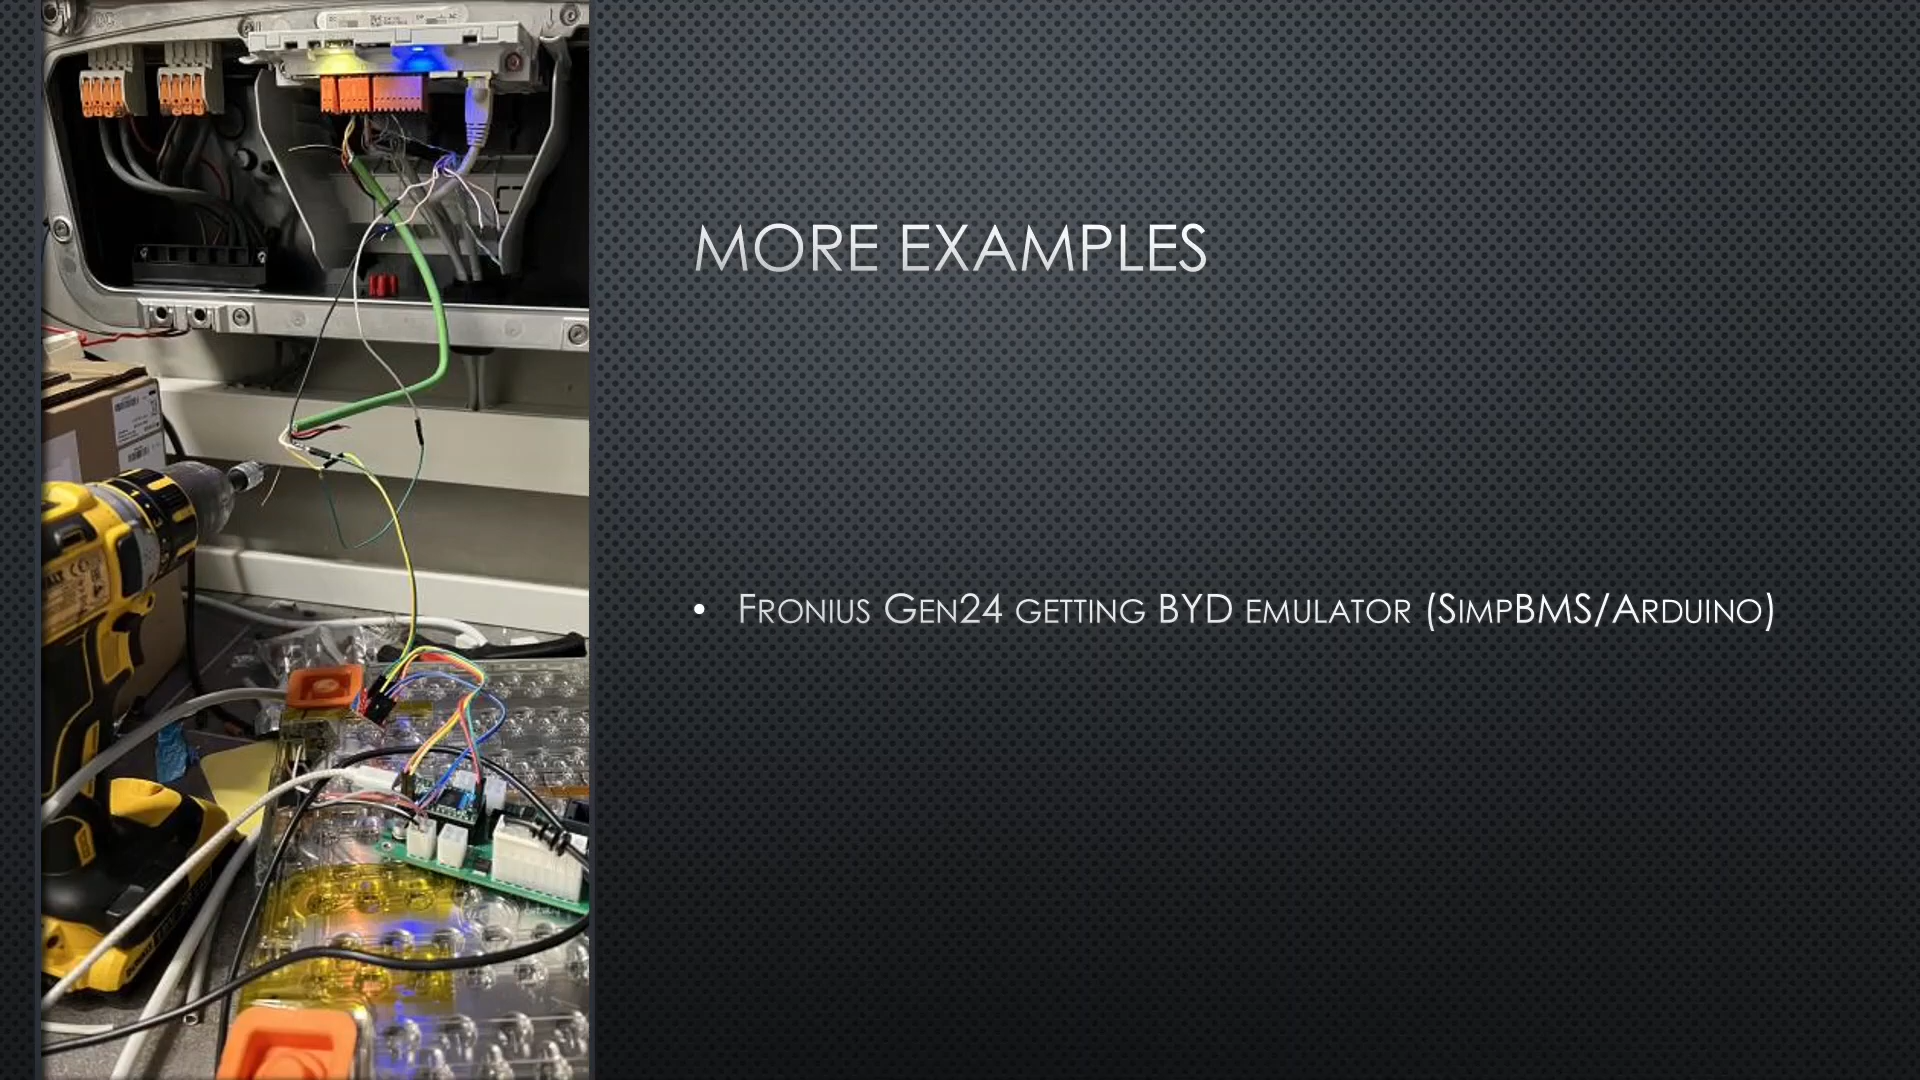 MORE EXAMPLES
• FRONIUS GEN24 GETTING BYD EMULATOR (SIMPBMS/ARDUINO)